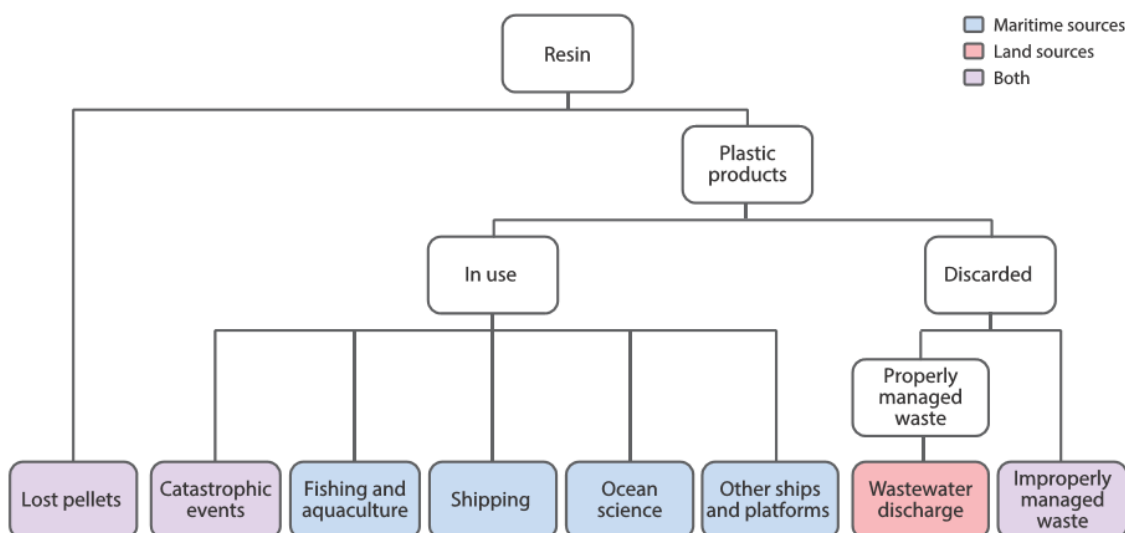 Resin
Maritime sources
Land sources
Both
Plastic
products
In use
Discarded
Properly
managed
waste
Lost pellets
Catastrophic
events
Fishing and
aquaculture
Shipping
Ocean
science
Other ships
and platforms
Wastewater
discharge
Improperly
managed
waste